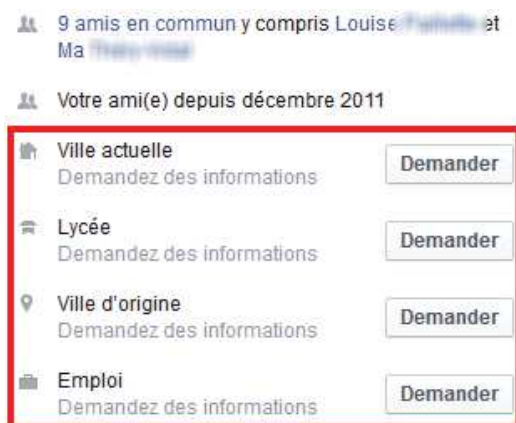 9 amis en commun y compris Louise et
Ma
Votre ami(e) depuis décembre 2011
Ville actuelle
Demandez des informations
Demander
Lycée
Demandez des informations
Demander
Ville d'origine
Demandez des informations
Demander
Emploi
Demandez des informations
Demander